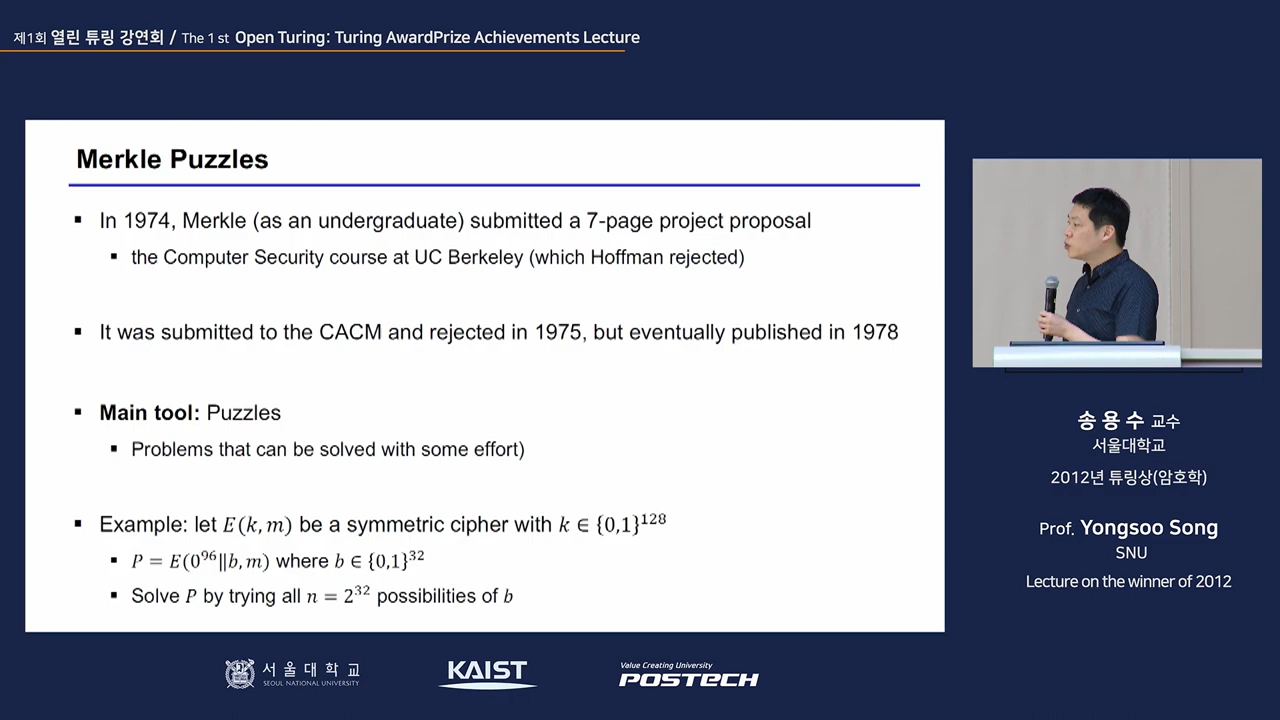 제1회 열린 튜링 강연회 / The 1 st Open Turing: Turing AwardPrize Achievements Lecture
Merkle Puzzles
▪ In 1974, Merkle (as an undergraduate) submitted a 7-page project proposal
▪ the Computer Security course at UC Berkeley (which Hoffman rejected)
▪ It was submitted to the CACM and rejected in 1975, but eventually published in 1978
▪ Main tool: Puzzles
▪ Problems that can be solved with some effort)
▪ Example: let E(k, m) be a symmetric cipher with k ∈ {0,1}¹²⁸
▪ P = E(0⁹⁶‖b, m) where b ∈ {0,1}³²
▪ Solve P by trying all n = 2³² possibilities of b
송용수 교수
서울대학교
2012년 튜링상(암호학)
Prof. Yongsoo Song
SNU
Lecture on the winner of 2012
서울대학교
SEOUL NATIONAL UNIVERSITY
KAIST
Value Creating University
POSTECH